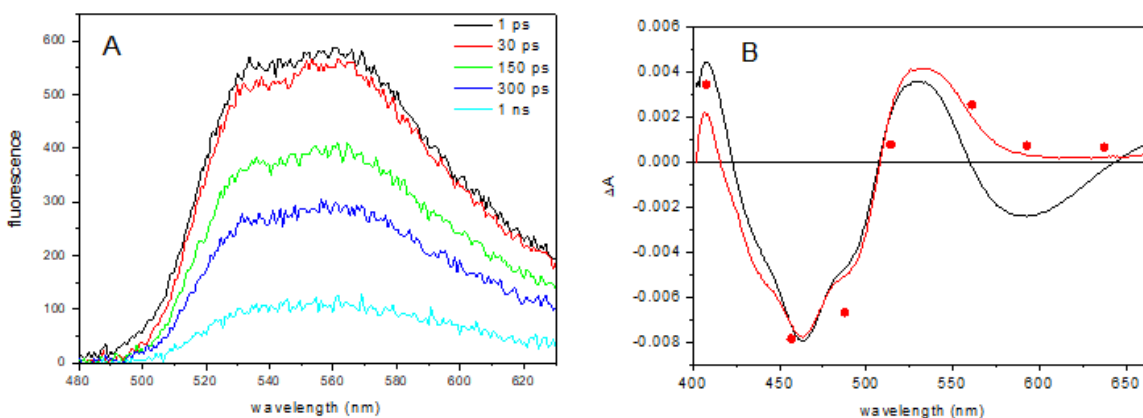 A
1 ps
30 ps
150 ps
300 ps
1 ns
fluorescence
600
500
400
300
200
100
0
480 500 520 540 560 580 600 620
wavelength (nm)
B
ΔA
0.006
0.004
0.002
0.000
-0.002
-0.004
-0.006
-0.008
400 450 500 550 600 650
wavelength (nm)